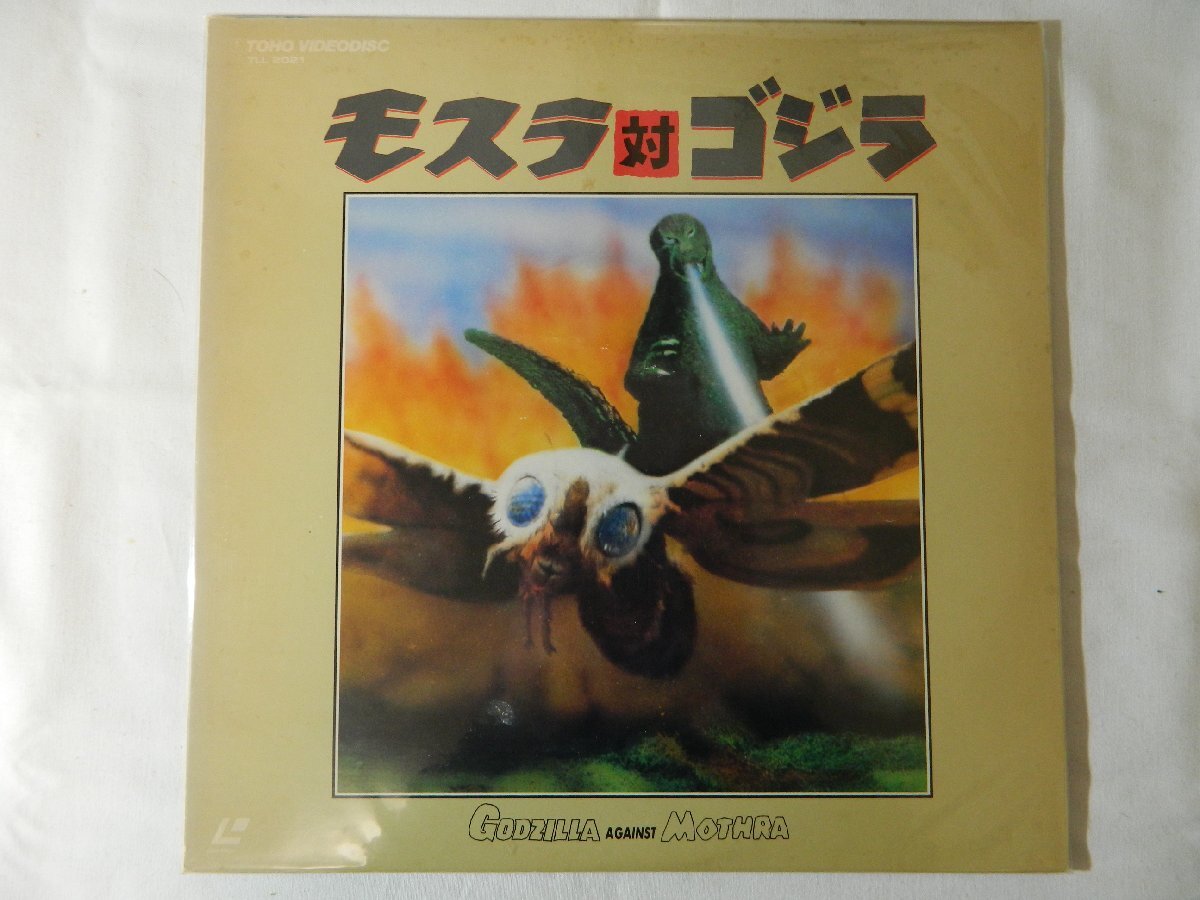 TOHO VIDEODISC
TLL 2021
モスラ対ゴジラ
GODZILLA AGAINST MOTHRA